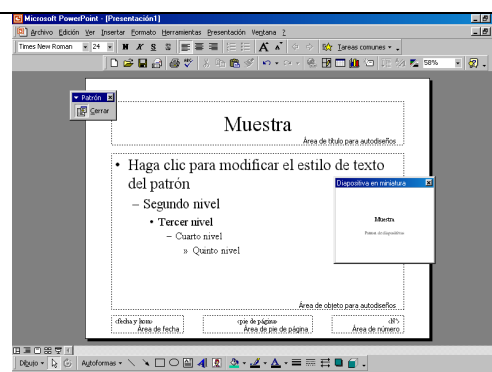 Microsoft PowerPoint - [Presentación1]
Archivo Edición Ver Insertar Formato Herramientas Presentación Ventana ?
Times New Roman 24 N K S S Tareas comunes
58%
Patrón
Cerrar
Muestra
Área de título para autodiseños
• Haga clic para modificar el estilo de texto
del patrón
– Segundo nivel
• Tercer nivel
– Cuarto nivel
» Quinto nivel
Diapositiva en miniatura
Muestra
Área de objeto para autodiseños
<fecha y hora>
Área de fecha
<pie de página>
Área de pie de página
<Nº>
Área de número
Dibujo Autoformas